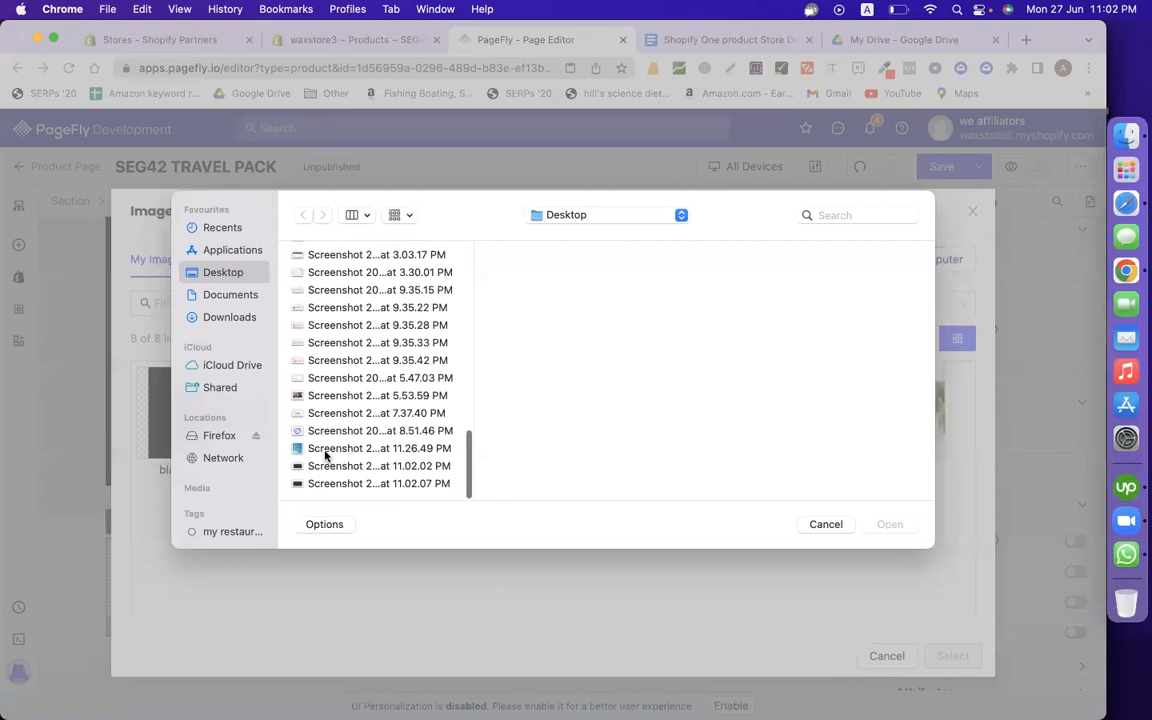 Chrome File Edit View History Bookmarks Profiles Tab Window Help A Mon 27 Jun 11:02 PM
Stores - Shopify Partners waxstore3 ~ Products ~ SEG4 PageFly - Page Editor Shopify One product Store De My Drive - Google Drive
apps.pagefly.io/editor?type=product&id=1d56959a-0296-489d-b83e-ef13b... A
SERPs '20 Amazon keyword r... Google Drive Other Fishing Boating, S... SERPs '20 hill's science diet... Amazon.com - Ear... Gmail YouTube Maps »
PageFly Development Search 4 we affiliators
waxstore3.myshopify.com
Product Page SEG42 TRAVEL PACK Unpublished All Devices Save
Section
Favourites
Recents
Applications
Desktop
Documents
Downloads
iCloud
iCloud Drive
Shared
Locations
Firefox
Network
Media
Tags
my restaur...
Desktop Search
Screenshot 2...at 3.03.17 PM
Screenshot 20...at 3.30.01 PM
Screenshot 20...at 9.35.15 PM
Screenshot 2...at 9.35.22 PM
Screenshot 2...at 9.35.28 PM
Screenshot 2...at 9.35.33 PM
Screenshot 2...at 9.35.42 PM
Screenshot 20...at 5.47.03 PM
Screenshot 2...at 5.53.59 PM
Screenshot 2...at 7.37.40 PM
Screenshot 20...at 8.51.46 PM
Screenshot 2...at 11.26.49 PM
Screenshot 2...at 11.02.02 PM
Screenshot 2...at 11.02.07 PM
Options Cancel Open
Cancel Select
UI Personalization is disabled. Please enable it for a better user experience. Enable
up